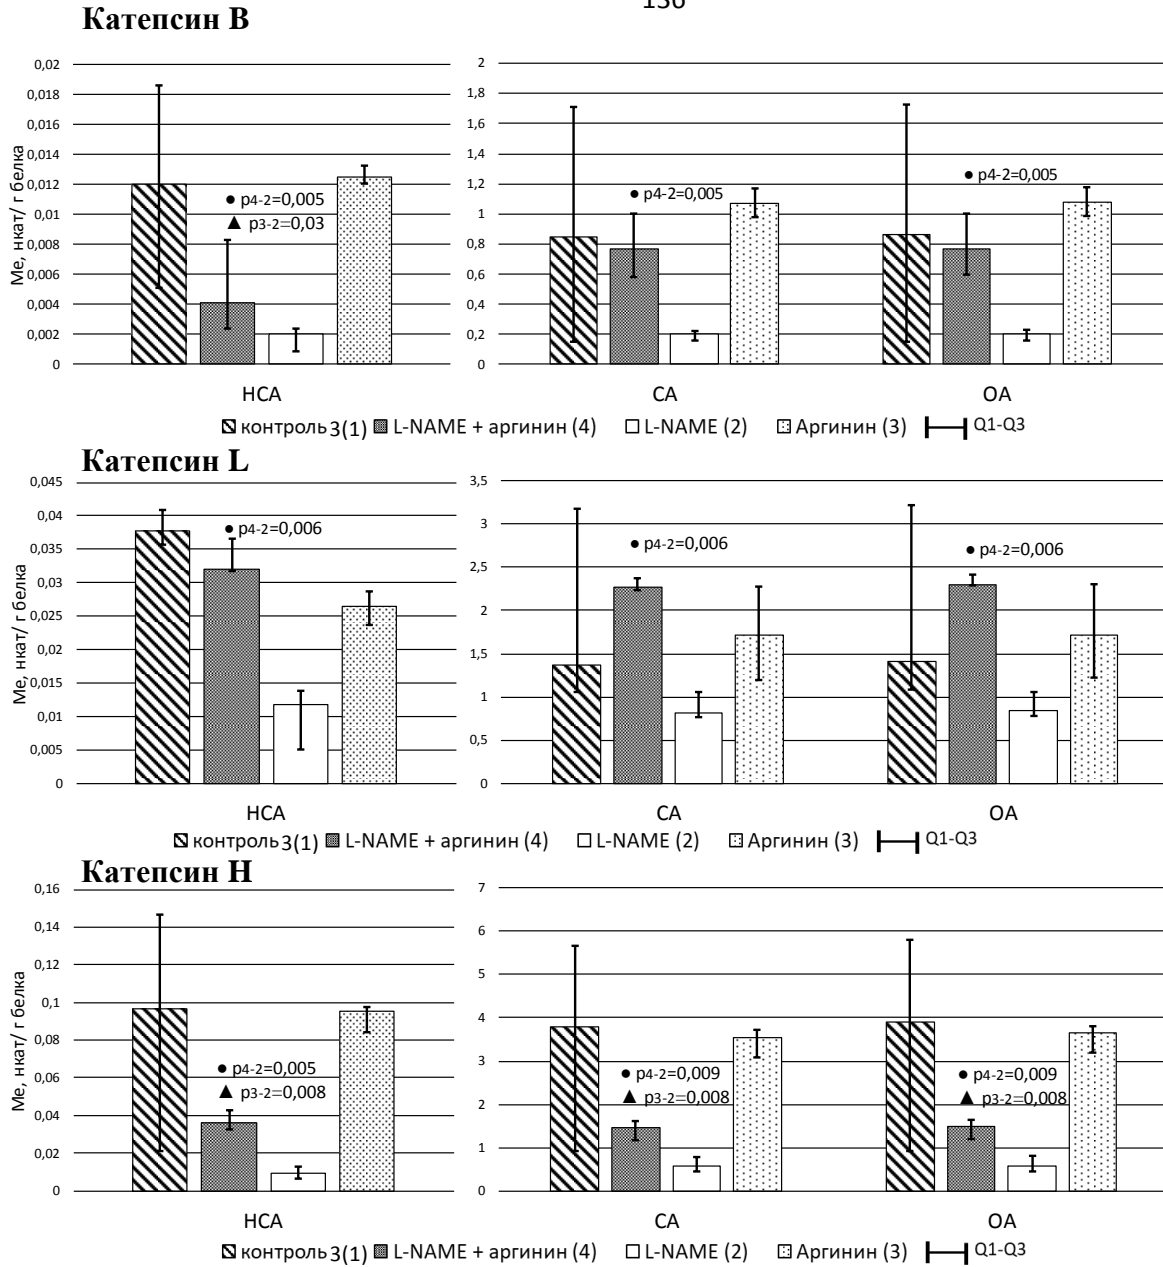 136
Катепсин В
Ме, нкат/ г белка
0,02
0,018
0,016
0,014
0,012
0,01
0,008
0,006
0,004
0,002
0
● p4-2=0,005
▲ p3-2=0,03
НСА
2
1,8
1,6
1,4
1,2
1
0,8
0,6
0,4
0,2
0
● p4-2=0,005
● p4-2=0,005
СА
ОА
контроль 3(1) L-NAME + аргинин (4) L-NAME (2) Аргинин (3) Q1-Q3
Катепсин L
Ме, нкат/ г белка
0,045
0,04
0,035
0,03
0,025
0,02
0,015
0,01
0,005
0
● p4-2=0,006
НСА
3,5
3
2,5
2
1,5
1
0,5
0
● p4-2=0,006
● p4-2=0,006
СА
ОА
контроль 3(1) L-NAME + аргинин (4) L-NAME (2) Аргинин (3) Q1-Q3
Катепсин Н
Ме, нкат/ г белка
0,16
0,14
0,12
0,1
0,08
0,06
0,04
0,02
0
● p4-2=0,005
▲ p3-2=0,008
НСА
7
6
5
4
3
2
1
0
● p4-2=0,009
▲ p3-2=0,008
● p4-2=0,009
▲ p3-2=0,008
СА
ОА
контроль 3(1) L-NAME + аргинин (4) L-NAME (2) Аргинин (3) Q1-Q3